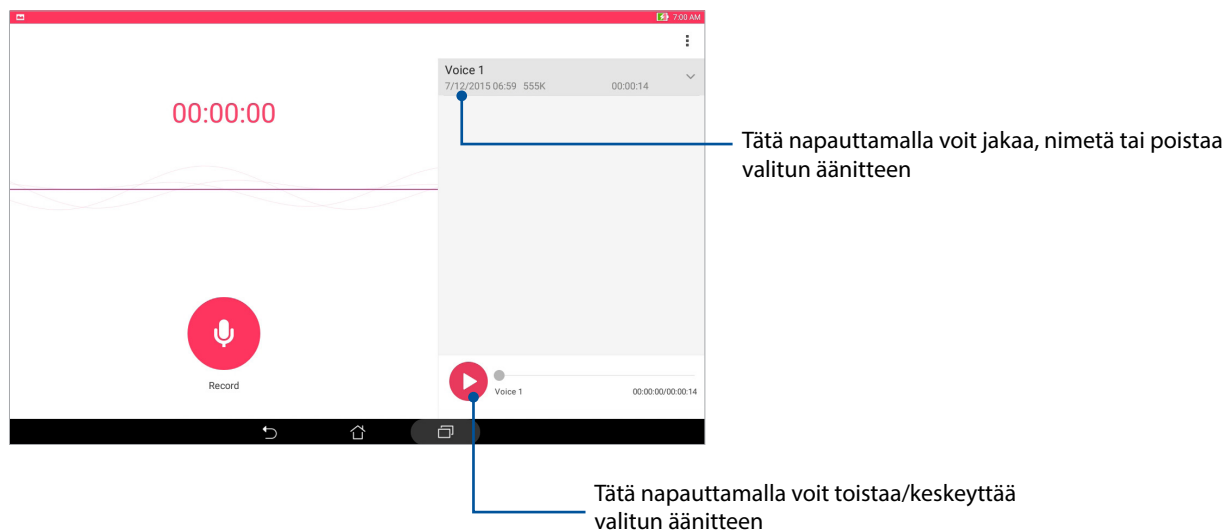 7:00 AM
Voice 1
7/12/2015 06:59 555K 00:00:14
00:00:00
Tätä napauttamalla voit jakaa, nimetä tai poistaa
valitun äänitteen
Record
Voice 1 00:00:00/00:00:14
Tätä napauttamalla voit toistaa/keskeyttää
valitun äänitteen